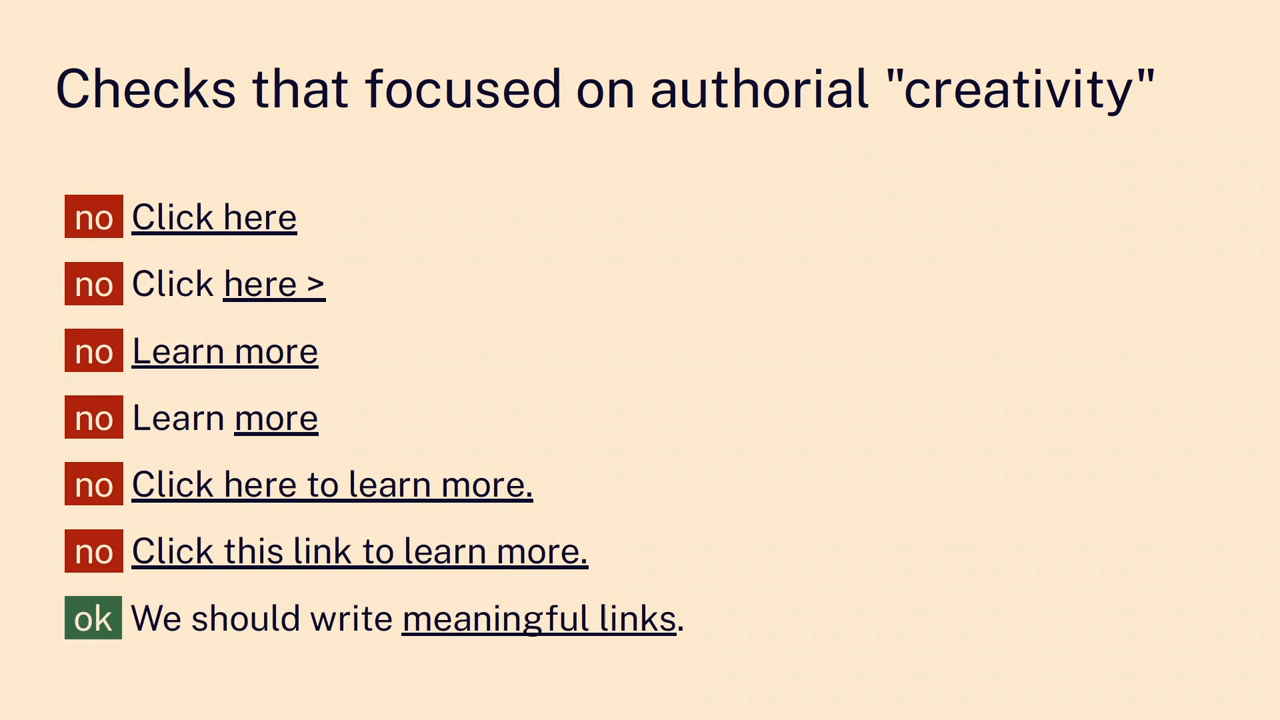 Checks that focused on authorial "creativity"
no Click here
no Click here >
no Learn more
no Learn more
no Click here to learn more.
no Click this link to learn more.
ok We should write meaningful links.